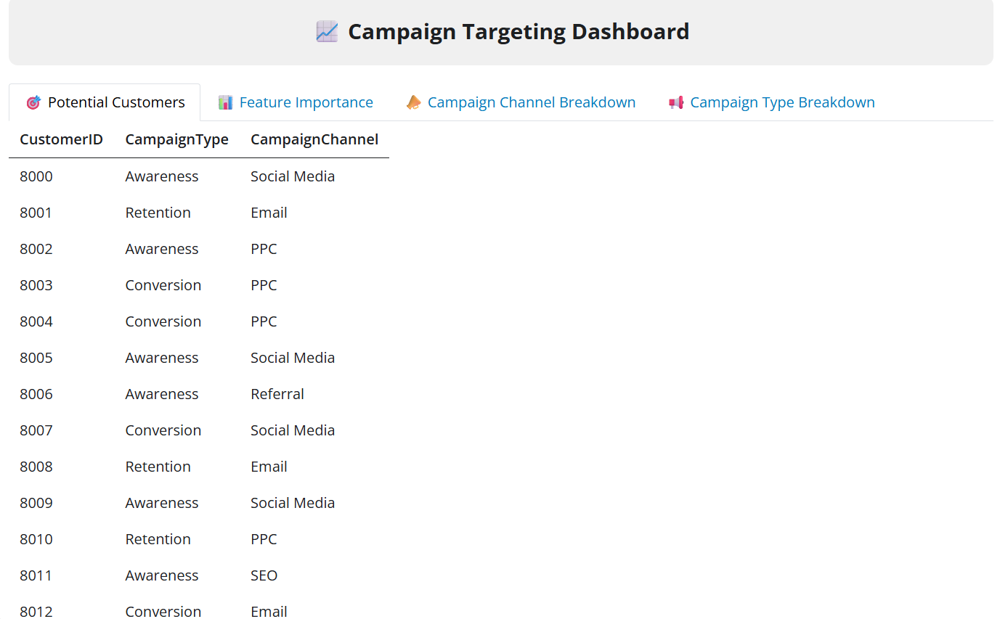 Campaign Targeting Dashboard
Potential Customers Feature Importance Campaign Channel Breakdown Campaign Type Breakdown
CustomerID CampaignType CampaignChannel
8000 Awareness Social Media
8001 Retention Email
8002 Awareness PPC
8003 Conversion PPC
8004 Conversion PPC
8005 Awareness Social Media
8006 Awareness Referral
8007 Conversion Social Media
8008 Retention Email
8009 Awareness Social Media
8010 Retention PPC
8011 Awareness SEO
8012 Conversion Email